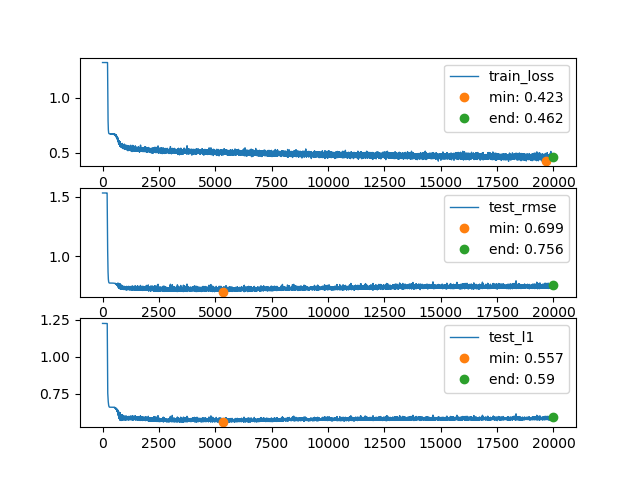 train_loss
min: 0.423
end: 0.462
1.0
0.5
0 2500 5000 7500 10000 12500 15000 17500 20000
test_rmse
min: 0.699
end: 0.756
1.5
1.0
0 2500 5000 7500 10000 12500 15000 17500 20000
test_l1
min: 0.557
end: 0.59
1.25
1.00
0.75
0 2500 5000 7500 10000 12500 15000 17500 20000